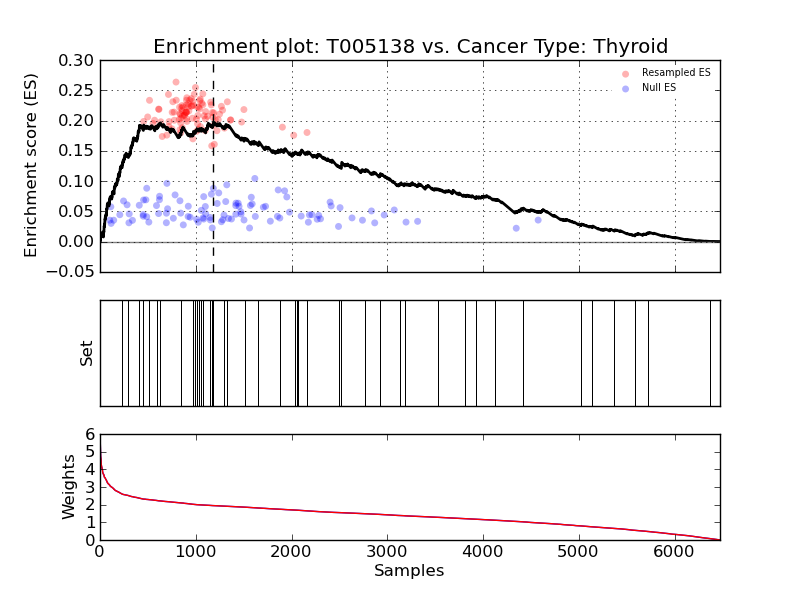 Enrichment plot: T005138 vs. Cancer Type: Thyroid
Enrichment score (ES)
0.30
0.25
0.20
0.15
0.10
0.05
0.00
−0.05
Resampled ES
Null ES
Set
Weights
6
5
4
3
2
1
0
0 1000 2000 3000 4000 5000 6000
Samples